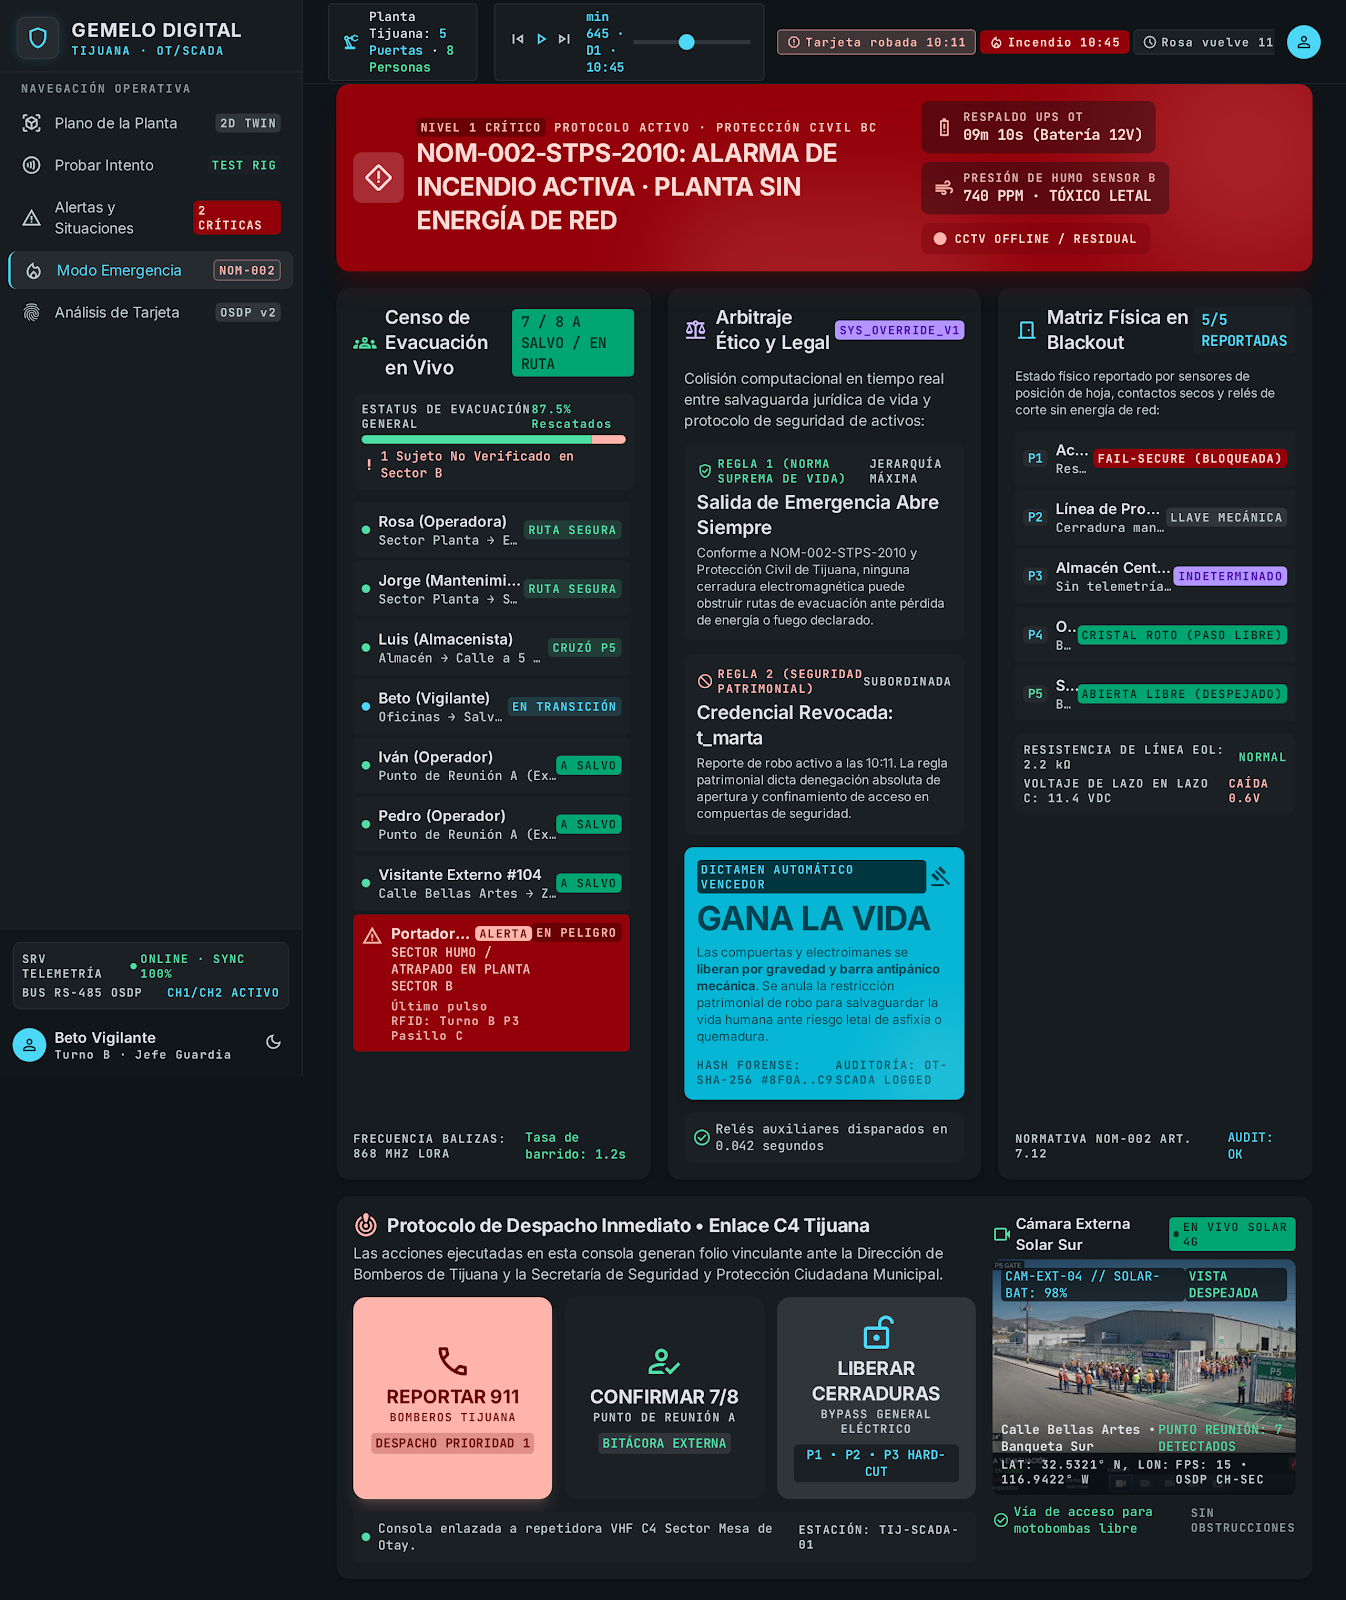 GEMELO DIGITAL
TIJUANA · OT/SCADA
NAVEGACIÓN OPERATIVA
Plano de la Planta
2D TWIN
Probar Intento
TEST RIG
Alertas y
Situaciones
2
CRÍTICAS
Modo Emergencia
NOM-002
Análisis de Tarjeta
OSDP v2
SRV
TELEMETRÍA
ONLINE · SYNC
100%
BUS RS-485 OSDP
CH1/CH2 ACTIVO
Beto Vigilante
Turno B · Jefe Guardia
Planta
Tijuana: 5
Puertas · 8
Personas
min
645 ·
D1 ·
10:45
Tarjeta robada 10:11
Incendio 10:45
Rosa vuelve 11
NIVEL 1 CRÍTICO
PROTOCOLO ACTIVO · PROTECCIÓN CIVIL BC
NOM-002-STPS-2010: ALARMA DE
INCENDIO ACTIVA · PLANTA SIN
ENERGÍA DE RED
RESPALDO UPS OT
09m 10s (Batería 12V)
PRESIÓN DE HUMO SENSOR B
740 PPM · TÓXICO LETAL
CCTV OFFLINE / RESIDUAL
Censo de
Evacuación
en Vivo
7 / 8 A
SALVO / EN
RUTA
ESTATUS DE EVACUACIÓN
GENERAL
87.5%
Rescatados
1 Sujeto No Verificado en
Sector B
Rosa (Operadora)
Sector Planta → E…
RUTA SEGURA
Jorge (Mantenimi…
Sector Planta → S…
RUTA SEGURA
Luis (Almacenista)
Almacén → Calle a 5 …
CRUZÓ P5
Beto (Vigilante)
Oficinas → Salv…
EN TRANSICIÓN
Iván (Operador)
Punto de Reunión A (Ex…
A SALVO
Pedro (Operador)
Punto de Reunión A (Ex…
A SALVO
Visitante Externo #104
Calle Bellas Artes → Z…
A SALVO
Portador…
ALERTA
EN PELIGRO
SECTOR HUMO /
ATRAPADO EN PLANTA
SECTOR B
Último pulso
RFID: Turno B P3
Pasillo C
FRECUENCIA BALIZAS:
868 MHZ LORA
Tasa de
barrido: 1.2s
Arbitraje
Ético y Legal
SYS_OVERRIDE_V1
Colisión computacional en tiempo real
entre salvaguarda jurídica de vida y
protocolo de seguridad de activos:
REGLA 1 (NORMA
SUPREMA DE VIDA)
JERARQUÍA
MÁXIMA
Salida de Emergencia Abre
Siempre
Conforme a NOM-002-STPS-2010 y
Protección Civil de Tijuana, ninguna
cerradura electromagnética puede
obstruir rutas de evacuación ante pérdida
de energía o fuego declarado.
REGLA 2 (SEGURIDAD
PATRIMONIAL)
SUBORDINADA
Credencial Revocada:
t_marta
Reporte de robo activo a las 10:11. La regla
patrimonial dicta denegación absoluta de
apertura y confinamiento de acceso en
compuertas de seguridad.
DICTAMEN AUTOMÁTICO
VENCEDOR
GANA LA VIDA
Las compuertas y electroimanes se
liberan por gravedad y barra antipánico
mecánica. Se anula la restricción
patrimonial de robo para salvaguardar la
vida humana ante riesgo letal de asfixia o
quemadura.
HASH FORENSE:
SHA-256 #8F0A..C9
AUDITORÍA: OT-
SCADA LOGGED
Relés auxiliares disparados en
0.042 segundos
Matriz Física en
Blackout
5/5
REPORTADAS
Estado físico reportado por sensores de
posición de hoja, contactos secos y relés de
corte sin energía de red:
P1
Ac…
Res…
FAIL-SECURE (BLOQUEADA)
P2
Línea de Pro…
Cerradura man…
LLAVE MECÁNICA
P3
Almacén Cent…
Sin telemetría…
INDETERMINADO
P4
O…
B…
CRISTAL ROTO (PASO LIBRE)
P5
S…
B…
ABIERTA LIBRE (DESPEJADO)
RESISTENCIA DE LÍNEA EOL:
2.2 kΩ
NORMAL
VOLTAJE DE LAZO EN LAZO
C: 11.4 VDC
CAÍDA
0.6V
NORMATIVA NOM-002 ART.
7.12
AUDIT:
OK
Protocolo de Despacho Inmediato • Enlace C4 Tijuana
Las acciones ejecutadas en esta consola generan folio vinculante ante la Dirección de
Bomberos de Tijuana y la Secretaría de Seguridad y Protección Ciudadana Municipal.
REPORTAR 911
BOMBEROS TIJUANA
DESPACHO PRIORIDAD 1
CONFIRMAR 7/8
PUNTO DE REUNIÓN A
BITÁCORA EXTERNA
LIBERAR
CERRADURAS
BYPASS GENERAL
ELÉCTRICO
P1 • P2 • P3 HARD-
CUT
Consola enlazada a repetidora VHF C4 Sector Mesa de
Otay.
ESTACIÓN: TIJ-SCADA-
01
Cámara Externa
Solar Sur
EN VIVO SOLAR
4G
P5 GATE
CAM-EXT-04 // SOLAR-
BAT: 98%
VISTA
DESPEJADA
P5
Calle Bellas Artes •
Banqueta Sur
PUNTO REUNIÓN: 7
DETECTADOS
LAT: 32.5321° N, LON:
116.9422° W
FPS: 15 •
OSDP CH-SEC
Vía de acceso para
motobombas libre
SIN
OBSTRUCCIONES